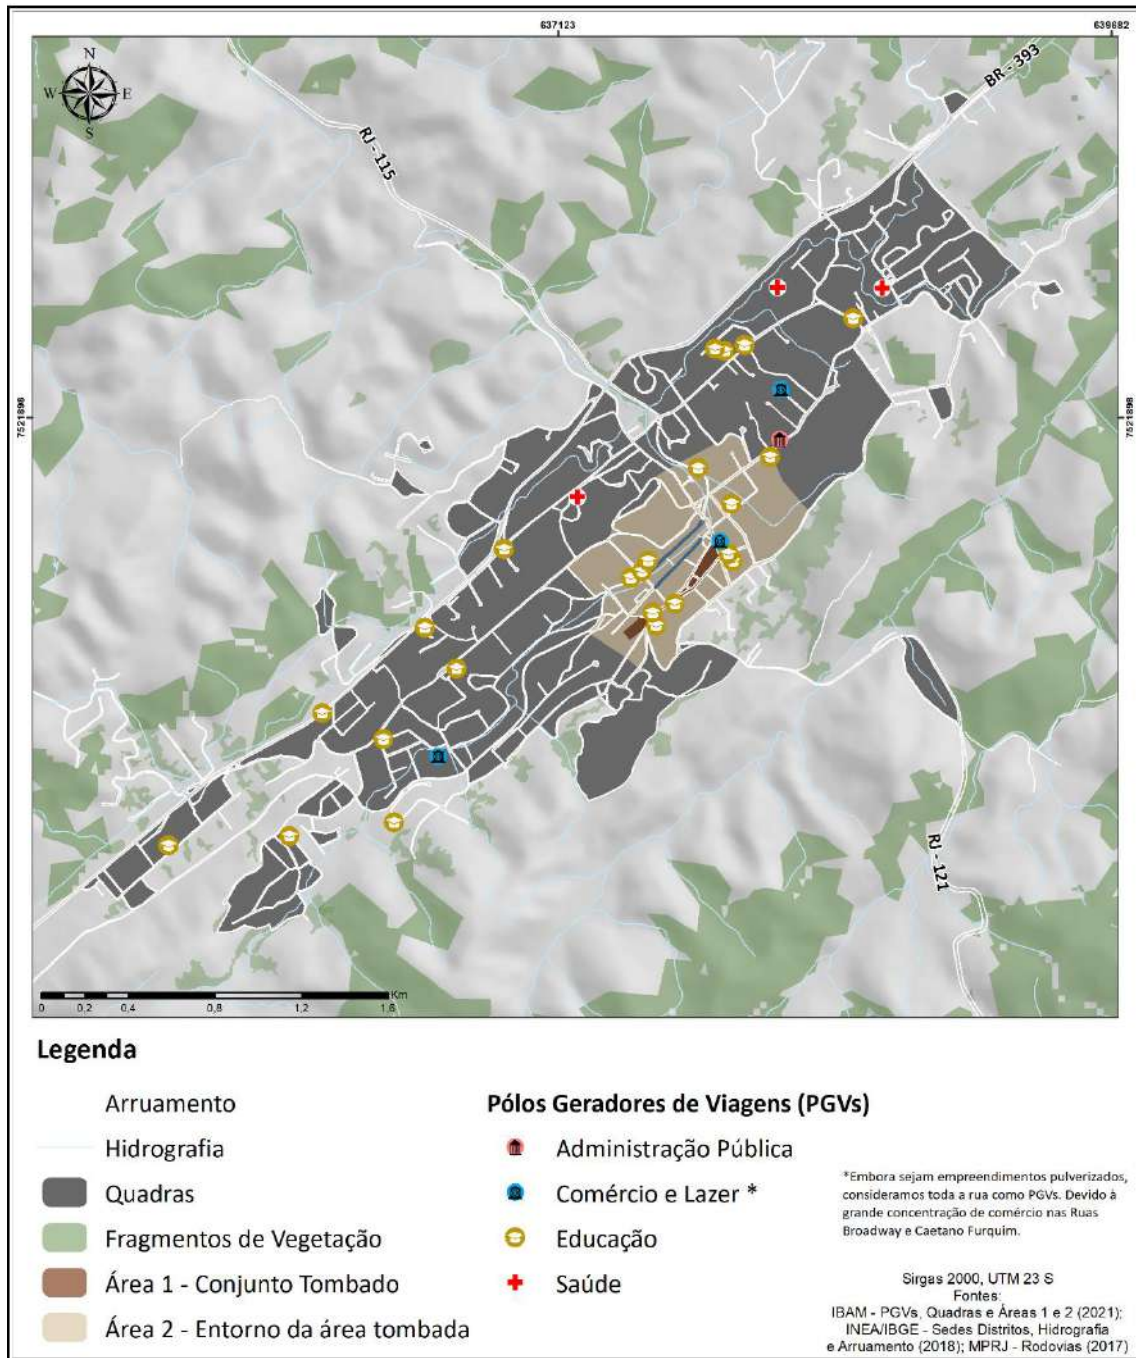 637123
639682
N
W E
S
BR - 393
RJ - 115
7521898
7521898
RJ - 121
Km
0 0,2 0,4 0,8 1,2 1,6
Legenda
Arruamento
Hidrografia
Quadras
Fragmentos de Vegetação
Área 1 - Conjunto Tombado
Área 2 - Entorno da área tombada
Pólos Geradores de Viagens (PGVs)
Administração Pública
Comércio e Lazer *
Educação
Saúde
*Embora sejam empreendimentos pulverizados,
consideramos toda a rua como PGVs. Devido à
grande concentração de comércio nas Ruas
Broadway e Caetano Furquim.
Sirgas 2000, UTM 23 S
Fontes:
IBAM - PGVs, Quadras e Áreas 1 e 2 (2021);
INEA/IBGE - Sedes Distritos, Hidrografia
e Arruamento (2018); MPRJ - Rodovias (2017)